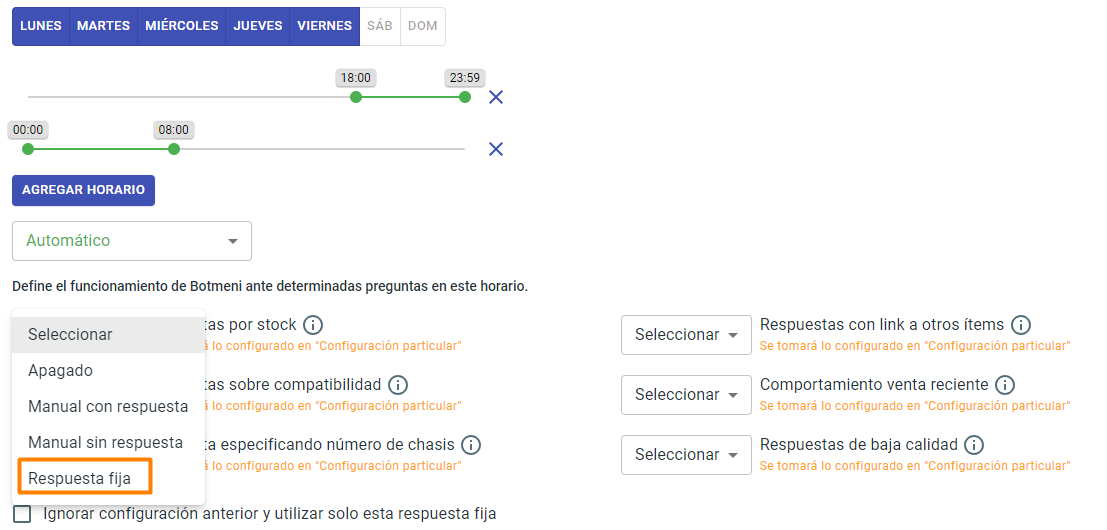 LUNES MARTES MIÉRCOLES JUEVES VIERNES SÁB DOM
18:00 23:59
00:00 08:00
AGREGAR HORARIO
Automático
Define el funcionamiento de Botmeni ante determinadas preguntas en este horario.
Seleccionar
Apagado
Manual con respuesta
Manual sin respuesta
Respuesta fija
tas por stock
lo configurado en "Configuración particular"
tas sobre compatibilidad
lo configurado en "Configuración particular"
ta especificando número de chasis
lo configurado en "Configuración particular"
Seleccionar Respuestas con link a otros ítems
Se tomará lo configurado en "Configuración particular"
Seleccionar Comportamiento venta reciente
Se tomará lo configurado en "Configuración particular"
Seleccionar Respuestas de baja calidad
Se tomará lo configurado en "Configuración particular"
Ignorar configuración anterior y utilizar solo esta respuesta fija